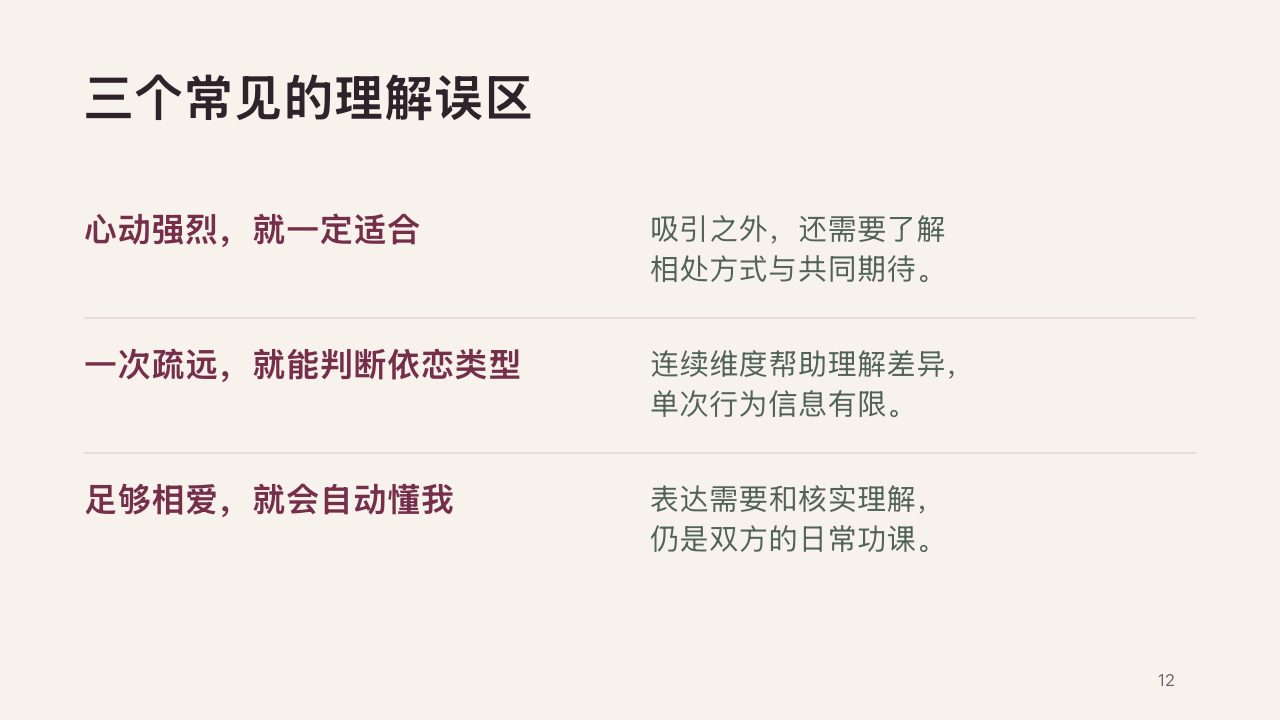 三个常见的理解误区
心动强烈，就一定适合
吸引之外，还需要了解
相处方式与共同期待。
一次疏远，就能判断依恋类型
连续维度帮助理解差异，
单次行为信息有限。
足够相爱，就会自动懂我
表达需要和核实理解，
仍是双方的日常功课。
12